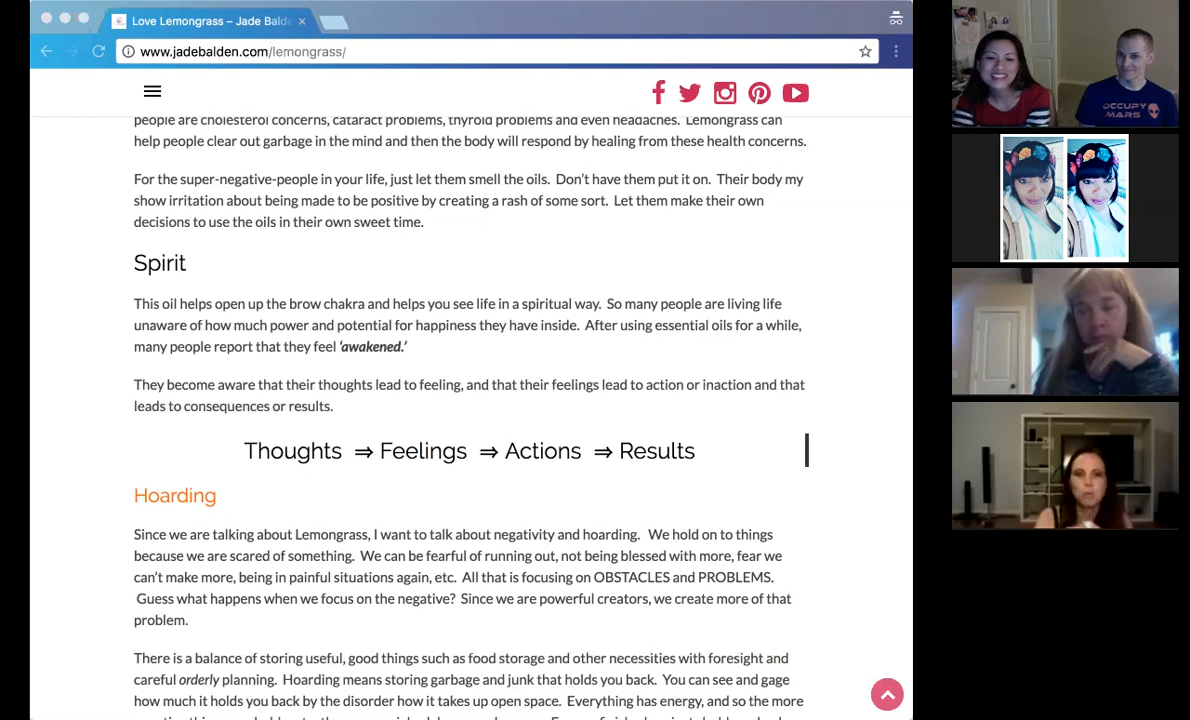 Love Lemongrass – Jade Bald
www.jadebalden.com/lemongrass/
people are cholesterol concerns, cataract problems, thyroid problems and even headaches. Lemongrass can
help people clear out garbage in the mind and then the body will respond by healing from these health concerns.
For the super-negative-people in your life, just let them smell the oils. Don't have them put it on. Their body my
show irritation about being made to be positive by creating a rash of some sort. Let them make their own
decisions to use the oils in their own sweet time.
Spirit
This oil helps open up the brow chakra and helps you see life in a spiritual way. So many people are living life
unaware of how much power and potential for happiness they have inside. After using essential oils for a while,
many people report that they feel 'awakened.'
They become aware that their thoughts lead to feeling, and that their feelings lead to action or inaction and that
leads to consequences or results.
Thoughts ⇒ Feelings ⇒ Actions ⇒ Results
Hoarding
Since we are talking about Lemongrass, I want to talk about negativity and hoarding. We hold on to things
because we are scared of something. We can be fearful of running out, not being blessed with more, fear we
can't make more, being in painful situations again, etc. All that is focusing on OBSTACLES and PROBLEMS.
Guess what happens when we focus on the negative? Since we are powerful creators, we create more of that
problem.
There is a balance of storing useful, good things such as food storage and other necessities with foresight and
careful orderly planning. Hoarding means storing garbage and junk that holds you back. You can see and gage
how much it holds you back by the disorder how it takes up open space. Everything has energy, and so the more
OCCUPY
MARS